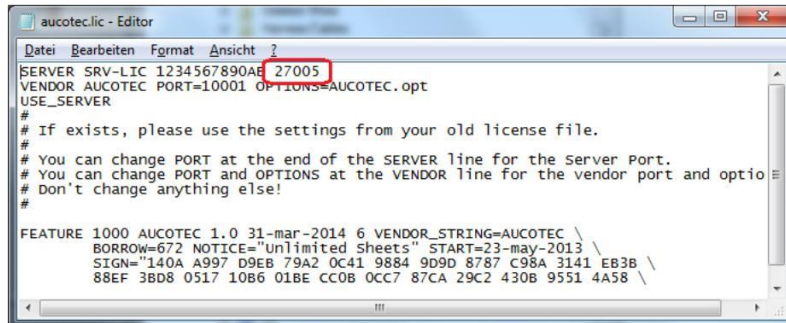 aucotec.lic - Editor
Datei Bearbeiten Format Ansicht ?
SERVER SRV-LIC 1234567890AB 27005
VENDOR AUCOTEC PORT=10001 OPTIONS=AUCOTEC.opt
USE_SERVER
#
# If exists, please use the settings from your old license file.
#
# You can change PORT at the end of the SERVER line for the Server Port.
# You can change PORT and OPTIONS at the VENDOR line for the vendor port and optio
# Don't change anything else!
#
FEATURE 1000 AUCOTEC 1.0 31-mar-2014 6 VENDOR_STRING=AUCOTEC \
BORROW=672 NOTICE="Unlimited Sheets" START=23-may-2013 \
SIGN="140A A997 D9EB 79A2 0C41 9884 9D9D 8787 C98A 3141 EB3B \
88EF 3BD8 0517 10B6 01BE CC0B 0CC7 87CA 29C2 430B 9551 4A58 \